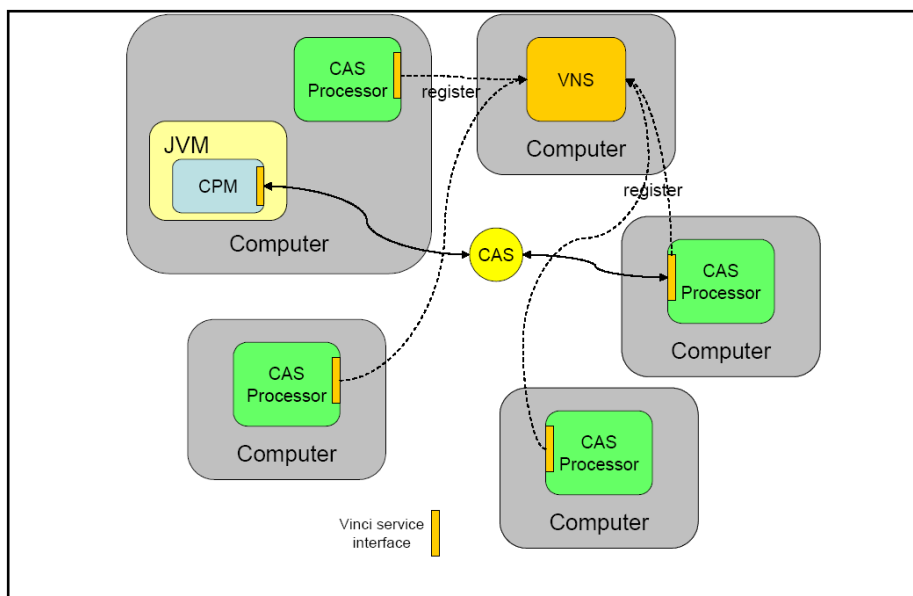 CAS
Processor
register
VNS
Computer
JVM
CPM
Computer
register
CAS
CAS
Processor
Computer
CAS
Processor
Computer
CAS
Processor
Computer
Vinci service
interface